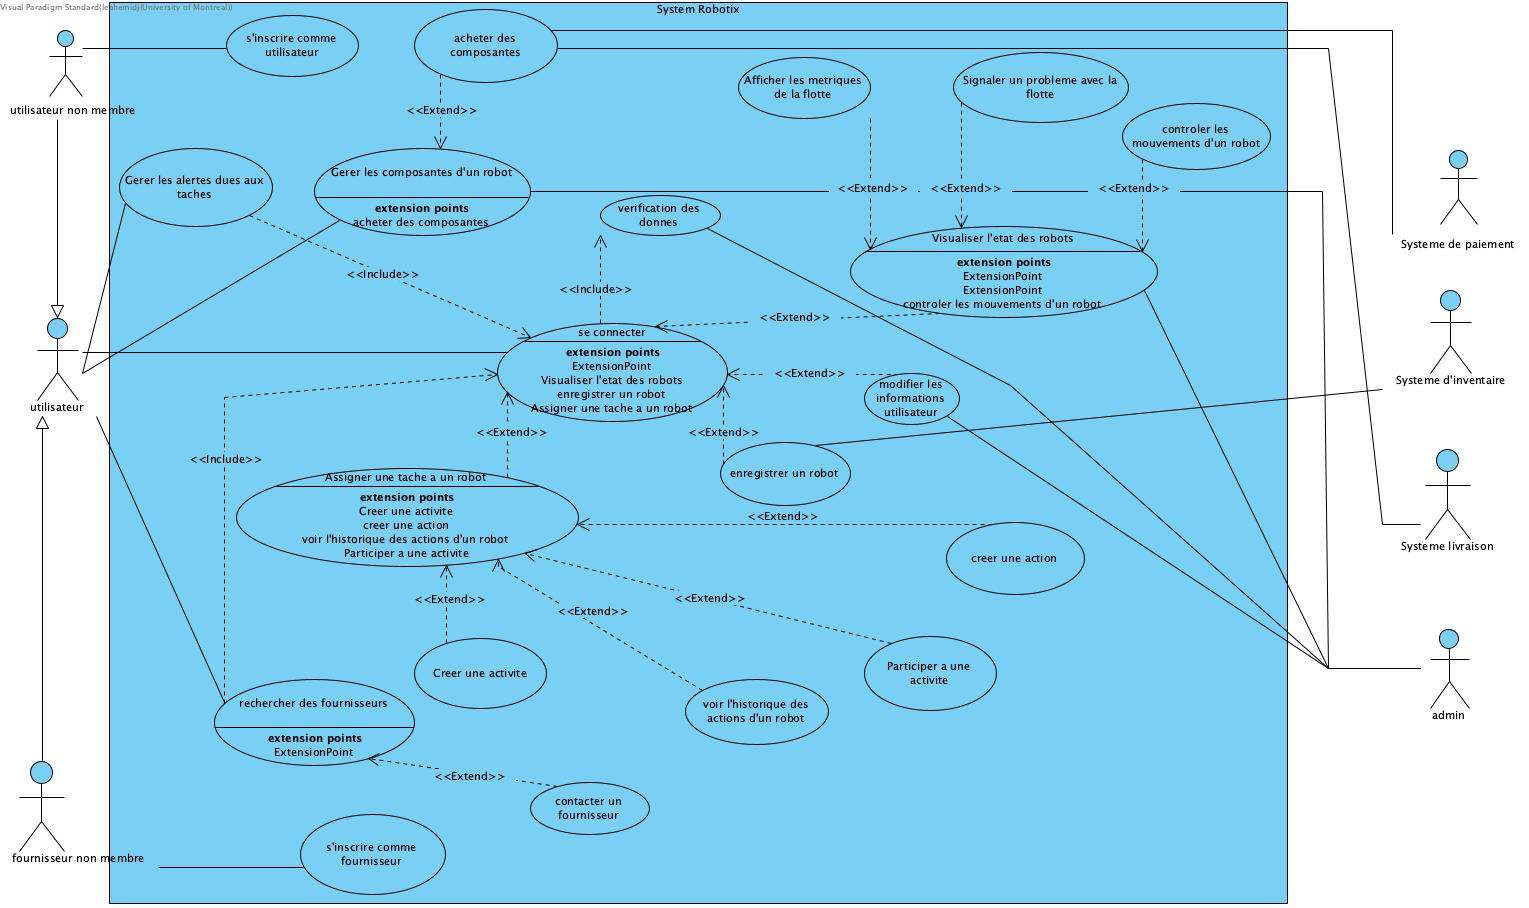 Visual Paradigm Standard(lephemidj(University of Montreal))
System Robotix
s'inscrire comme
utilisateur
acheter des
composantes
utilisateur non membre
<<Extend>>
Afficher les metriques
de la flotte
Signaler un probleme avec la
flotte
controler les
mouvements d'un robot
Gerer les alertes dues aux
taches
Gerer les composantes d'un robot
extension points
acheter des composantes
<<Extend>>
<<Extend>>
<<Extend>>
verification des
donnes
Visualiser l'etat des robots
extension points
ExtensionPoint
ExtensionPoint
controler les mouvements d'un robot
Systeme de paiement
<<Include>>
<<Include>>
<<Extend>>
se connecter
extension points
ExtensionPoint
Visualiser l'etat des robots
enregistrer un robot
Assigner une tache a un robot
utilisateur
<<Extend>>
modifier les
informations
utilisateur
Systeme d'inventaire
<<Extend>>
<<Extend>>
<<Include>>
enregistrer un robot
Assigner une tache a un robot
extension points
Creer une activite
creer une action
voir l'historique des actions d'un robot
Participer a une activite
<<Extend>>
creer une action
Systeme livraison
<<Extend>>
<<Extend>>
<<Extend>>
Creer une activite
Participer a une
activite
voir l'historique des
actions d'un robot
admin
rechercher des fournisseurs
extension points
ExtensionPoint
<<Extend>>
contacter un
fournisseur
fournisseur non membre
s'inscrire comme
fournisseur